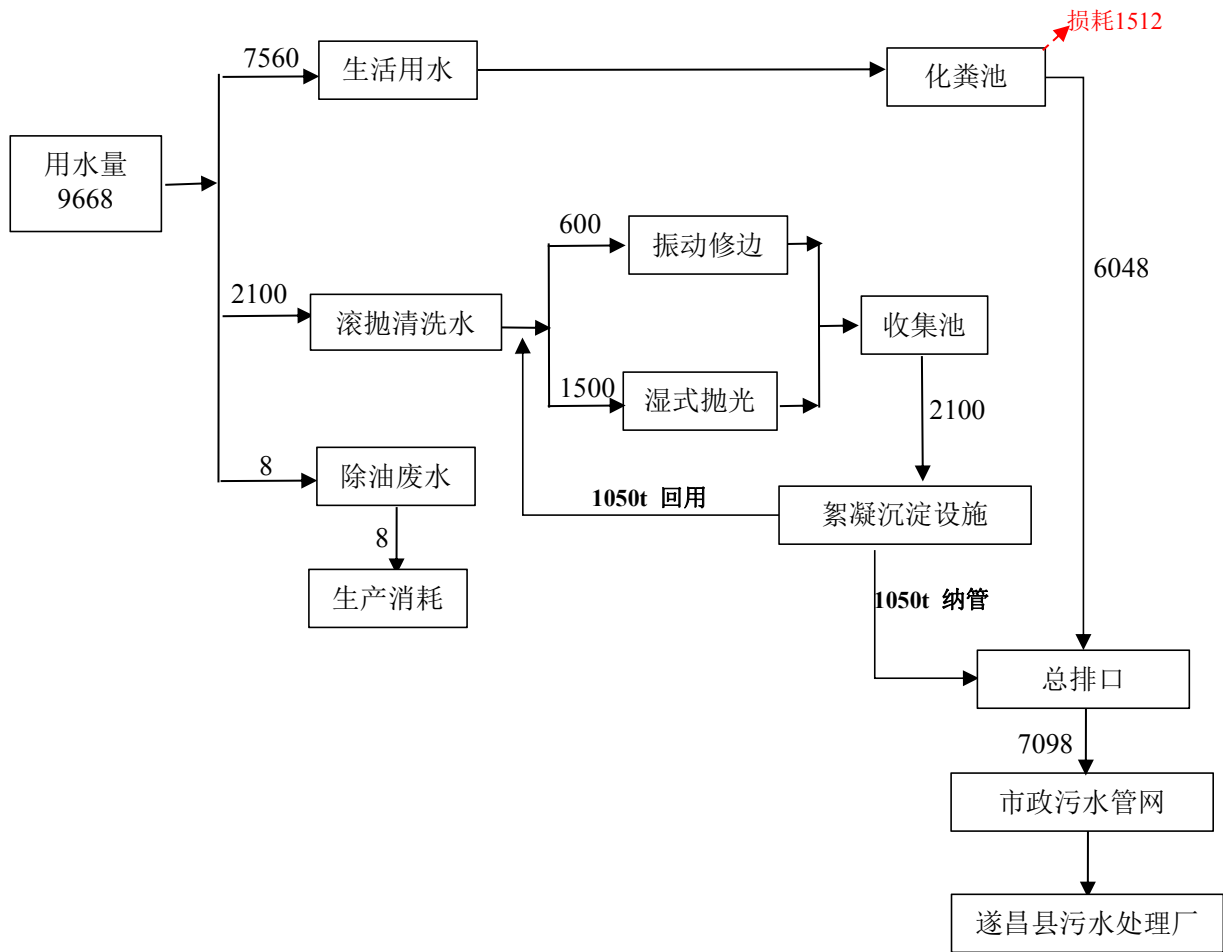 损耗1512
7560
生活用水
化粪池
用水量
9668
600
振动修边
6048
2100
滚抛清洗水
收集池
1500
湿式抛光
2100
8
除油废水
1050t 回用
絮凝沉淀设施
8
生产消耗
1050t 纳管
总排口
7098
市政污水管网
遂昌县污水处理厂